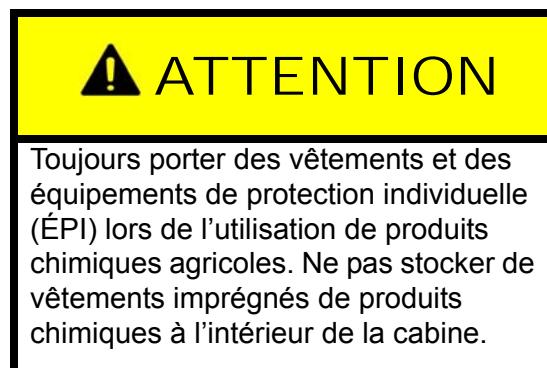 ATTENTION
Toujours porter des vêtements et des
équipements de protection individuelle
(ÉPI) lors de l’utilisation de produits
chimiques agricoles. Ne pas stocker de
vêtements imprégnés de produits
chimiques à l’intérieur de la cabine.